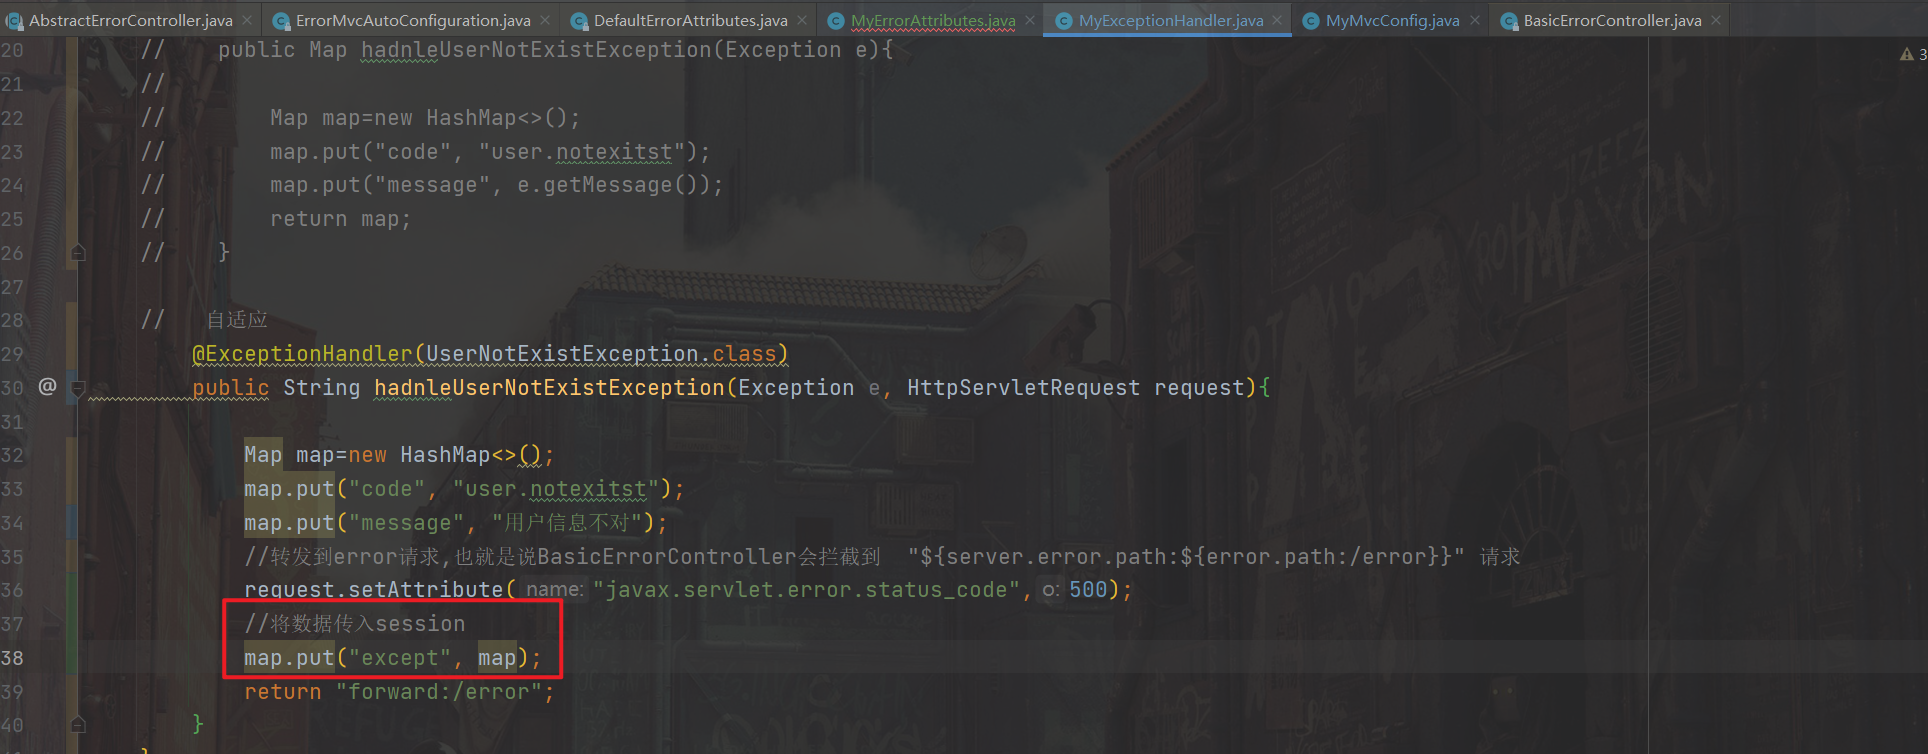 AbstractErrorController.java ErrorMvcAutoConfiguration.java DefaultErrorAttributes.java MyErrorAttributes.java MyExceptionHandler.java MyMvcConfig.java BasicErrorController.java
20 // public Map hadnleUserNotExistException(Exception e){ 3
21 //
22 // Map map=new HashMap<>();
23 // map.put("code", "user.notexitst");
24 // map.put("message", e.getMessage());
25 // return map;
26 // }
27
28 // 自适应
29 @ExceptionHandler(UserNotExistException.class)
30 @ public String hadnleUserNotExistException(Exception e, HttpServletRequest request){
31
32 Map map=new HashMap<>();
33 map.put("code", "user.notexitst");
34 map.put("message", "用户信息不对");
35 //转发到error请求,也就是说BasicErrorController会拦截到 "${server.error.path:${error.path:/error}}" 请求
36 request.setAttribute( name: "javax.servlet.error.status_code", o: 500);
37 //将数据传入session
38 map.put("except", map);
39 return "forward:/error";
40 }